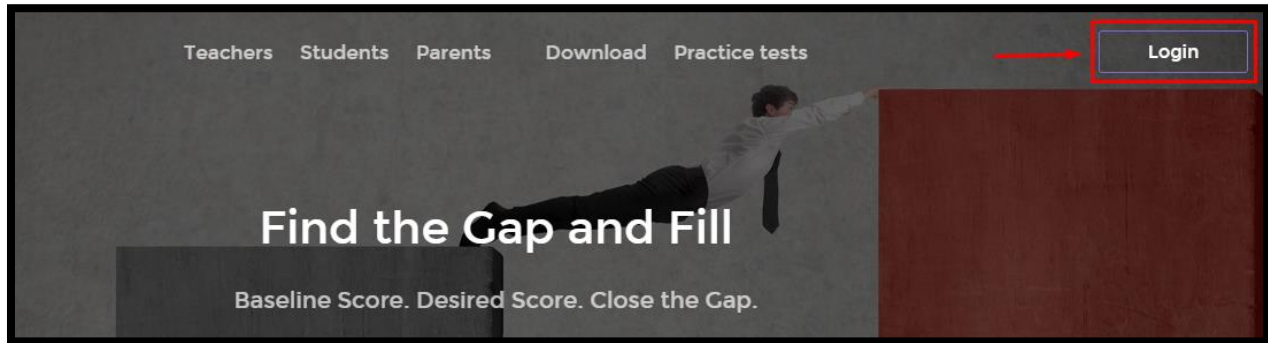 Teachers Students Parents Download Practice tests Login
Find the Gap and Fill
Baseline Score. Desired Score. Close the Gap.